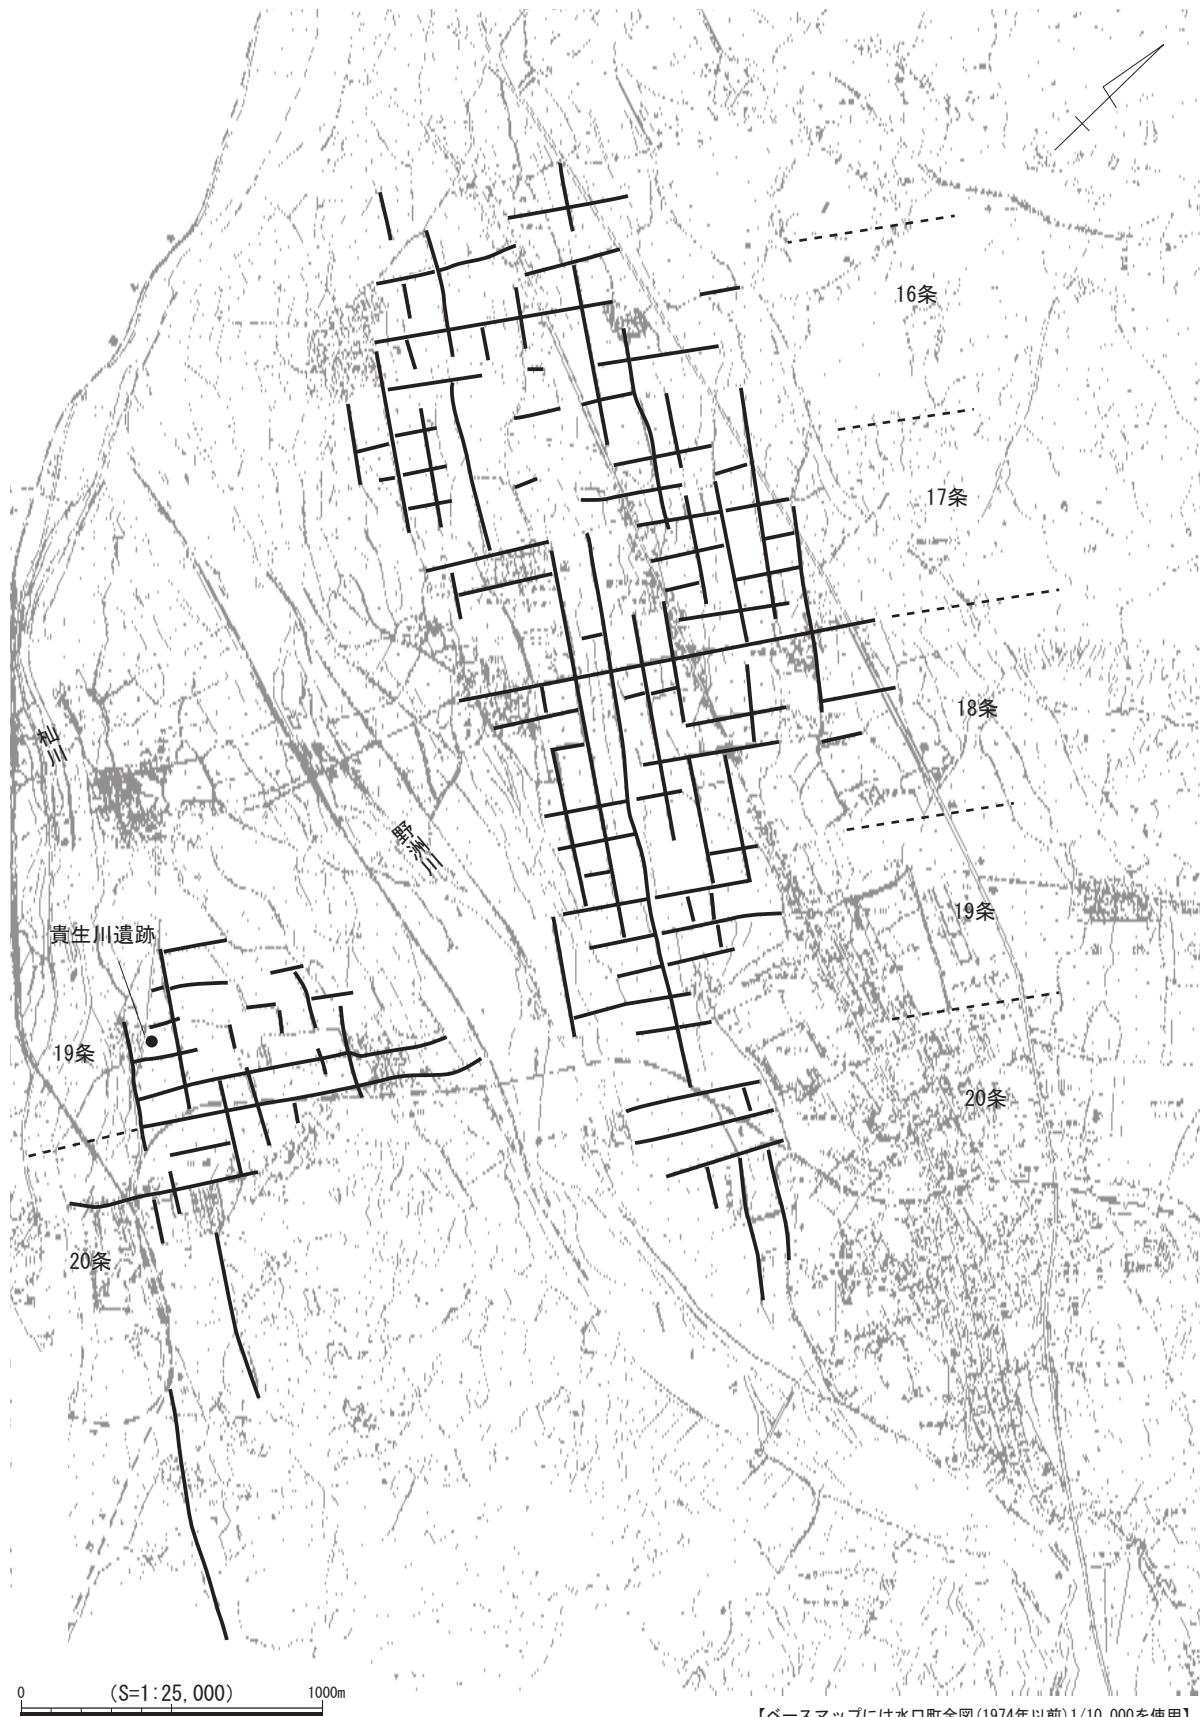 16条
17条
18条
杣川
野洲川
19条
貴生川遺跡
19条
20条
20条
0 (S=1:25,000) 1000m
【ベースマップには水口町全図(1974年以前)1/10,000を使用】